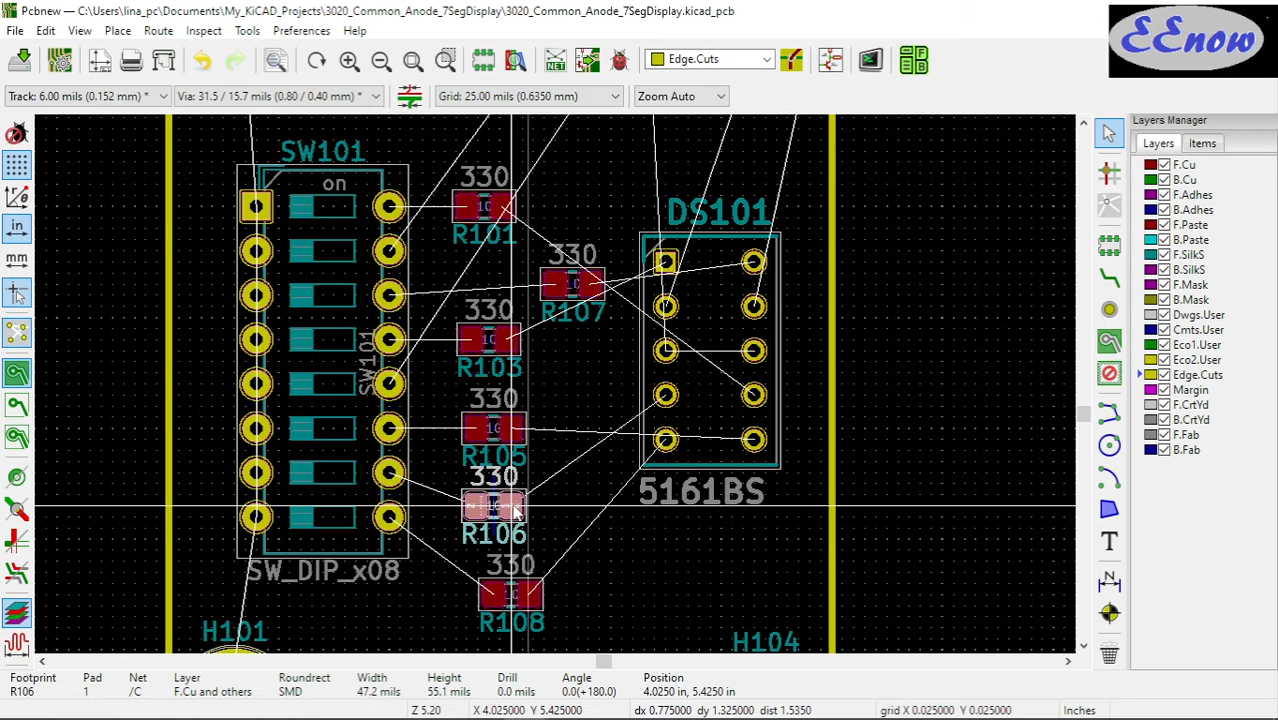 Pcbnew — C:\Users\lina_pc\Documents\My_KiCAD_Projects\3020_Common_Anode_7SegDisplay\3020_Common_Anode_7SegDisplay.kicad_pcb
File Edit View Place Route Inspect Tools Preferences Help
EEnow
NET
F
B
Edge.Cuts
Track: 6.00 mils (0.152 mm) *
Via: 31.5 / 15.7 mils (0.80 / 0.40 mm) *
Grid: 25.00 mils (0.6350 mm)
Zoom Auto
in
mm
SW101
on
SW101
SW_DIP_x08
H101
330
R101
330
R107
330
R103
330
R105
330
R106
330
R108
DS101
5161BS
H104
T
N
Layers Manager
Layers Items
F.Cu
B.Cu
F.Adhes
B.Adhes
F.Paste
B.Paste
F.SilkS
B.SilkS
F.Mask
B.Mask
Dwgs.User
Cmts.User
Eco1.User
Eco2.User
Edge.Cuts
Margin
F.CrtYd
B.CrtYd
F.Fab
B.Fab
Footprint Pad Net Layer Shape Width Height Drill Angle Position
R106 1 /C F.Cu and others SMD Roundrect 47.2 mils 55.1 mils 0.0 mils 0.0(+180.0) 4.0250 in, 5.4250 in
Z 5.20 X 4.025000 Y 5.425000 dx 0.775000 dy 1.325000 dist 1.5350 grid X 0.025000 Y 0.025000 Inches